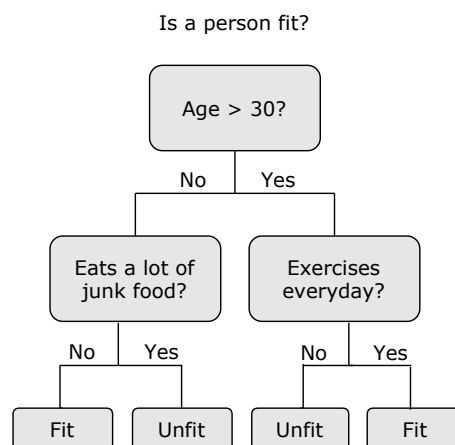 Is a person fit?
Age > 30?
No
Yes
Eats a lot of
junk food?
Exercises
everyday?
No
Yes
No
Yes
Fit
Unfit
Unfit
Fit